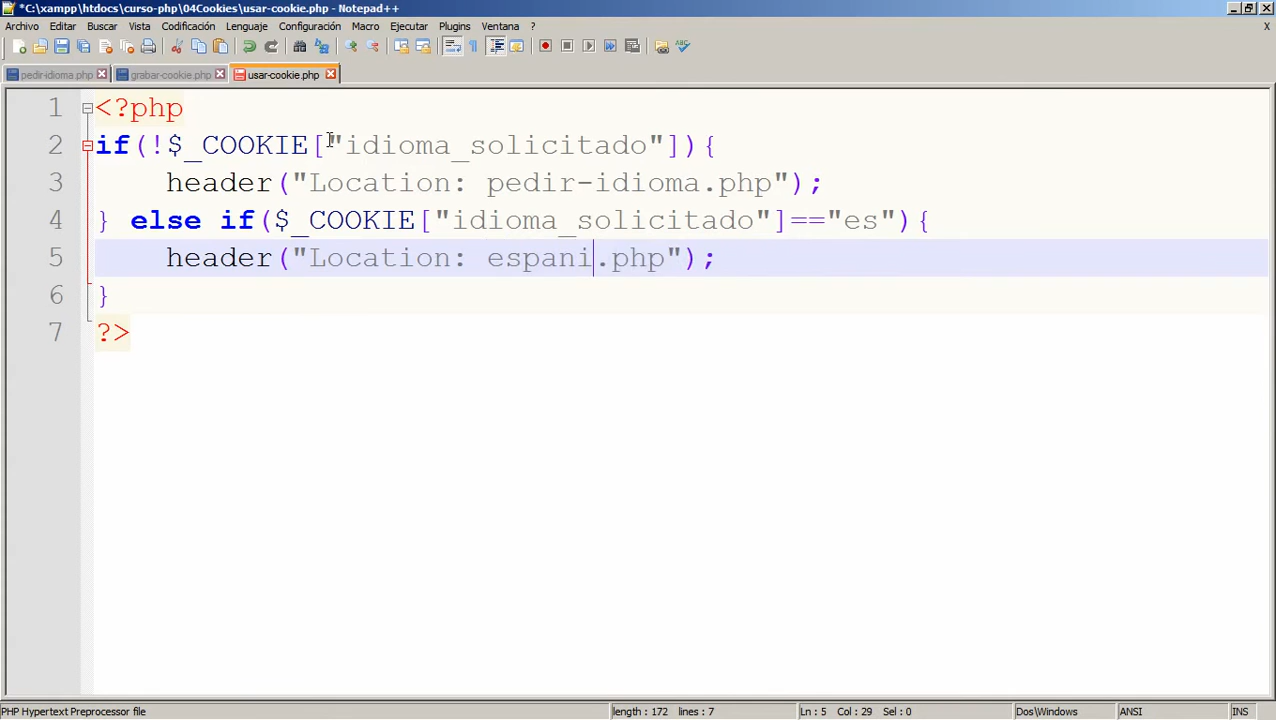 *C:\xampp\htdocs\curso-php\04Cookies\usar-cookie.php - Notepad++
Archivo Editar Buscar Vista Codificación Lenguaje Configuración Macro Ejecutar Plugins Ventana ? X
pedir-idioma.php grabar-cookie.php usar-cookie.php
1 <?php
2 if(!$_COOKIE["idioma_solicitado"]){
3 header("Location: pedir-idioma.php");
4 } else if($_COOKIE["idioma_solicitado"]=="es"){
5 header("Location: espani.php");
6 }
7 ?>
PHP Hypertext Preprocessor file length : 172 lines : 7 Ln : 5 Col : 29 Sel : 0 Dos\Windows ANSI INS